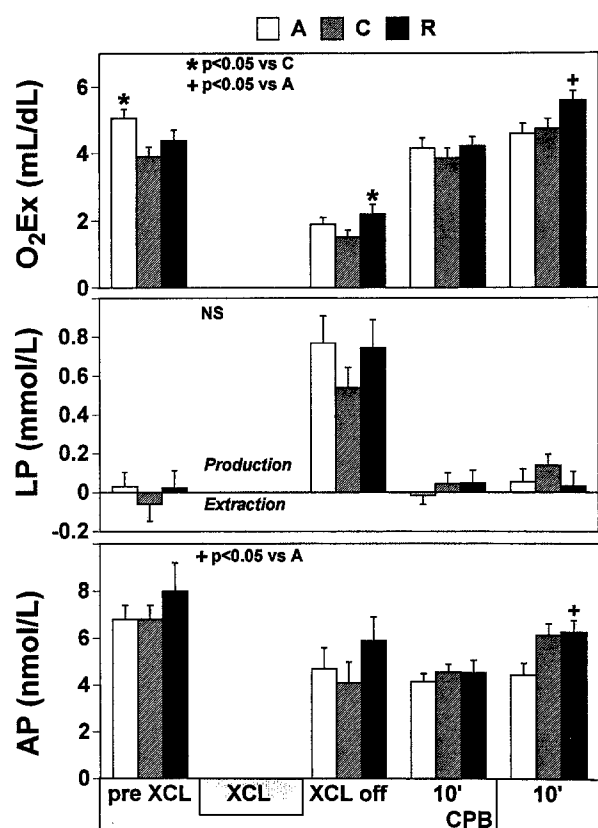 A C R
* p<0.05 vs C
+ p<0.05 vs A
O₂Ex (mL/dL)
6
4
2
0
*
*
+
NS
LP (mmol/L)
0.8
0.6
0.4
0.2
0
-0.2
Production
Extraction
+ p<0.05 vs A
AP (nmol/L)
8
6
4
2
0
+
pre XCL XCL XCL off 10' 10'
CPB